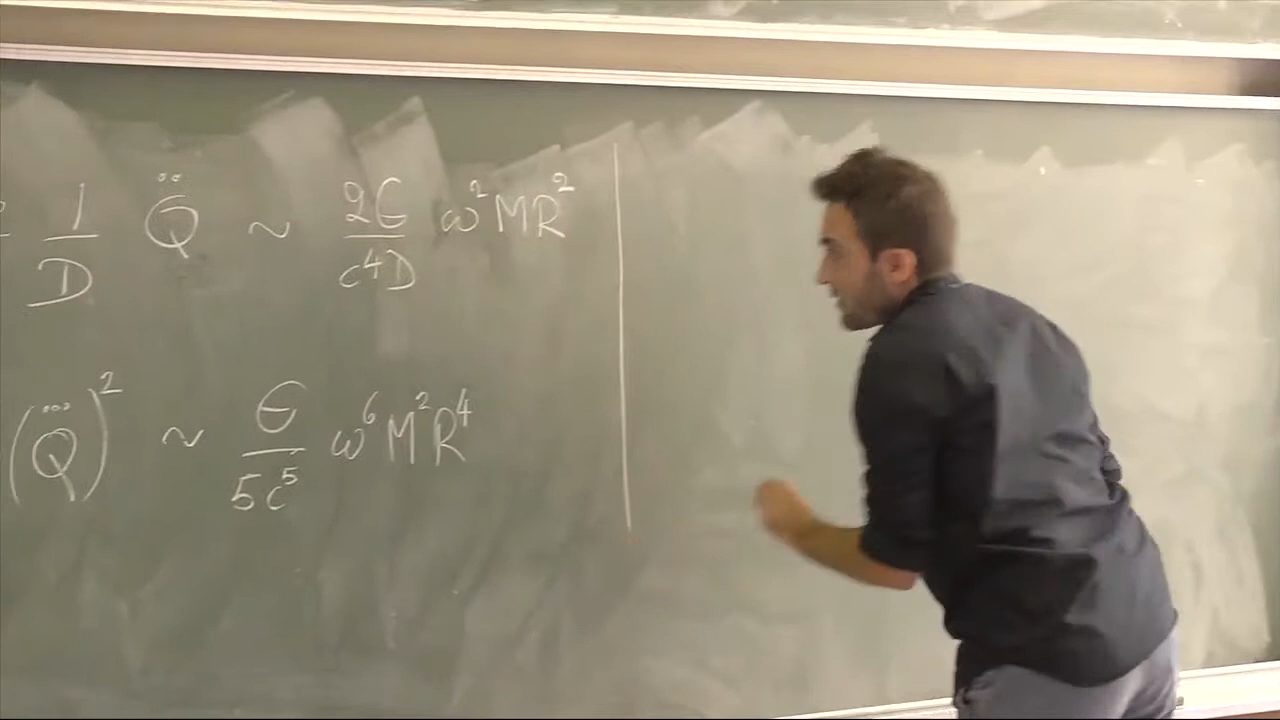 = 1/D Q̈ ~ 2G/c⁴D ω²MR²
(Q⃛)² ~ G/5c⁵ ω⁶M²R⁴